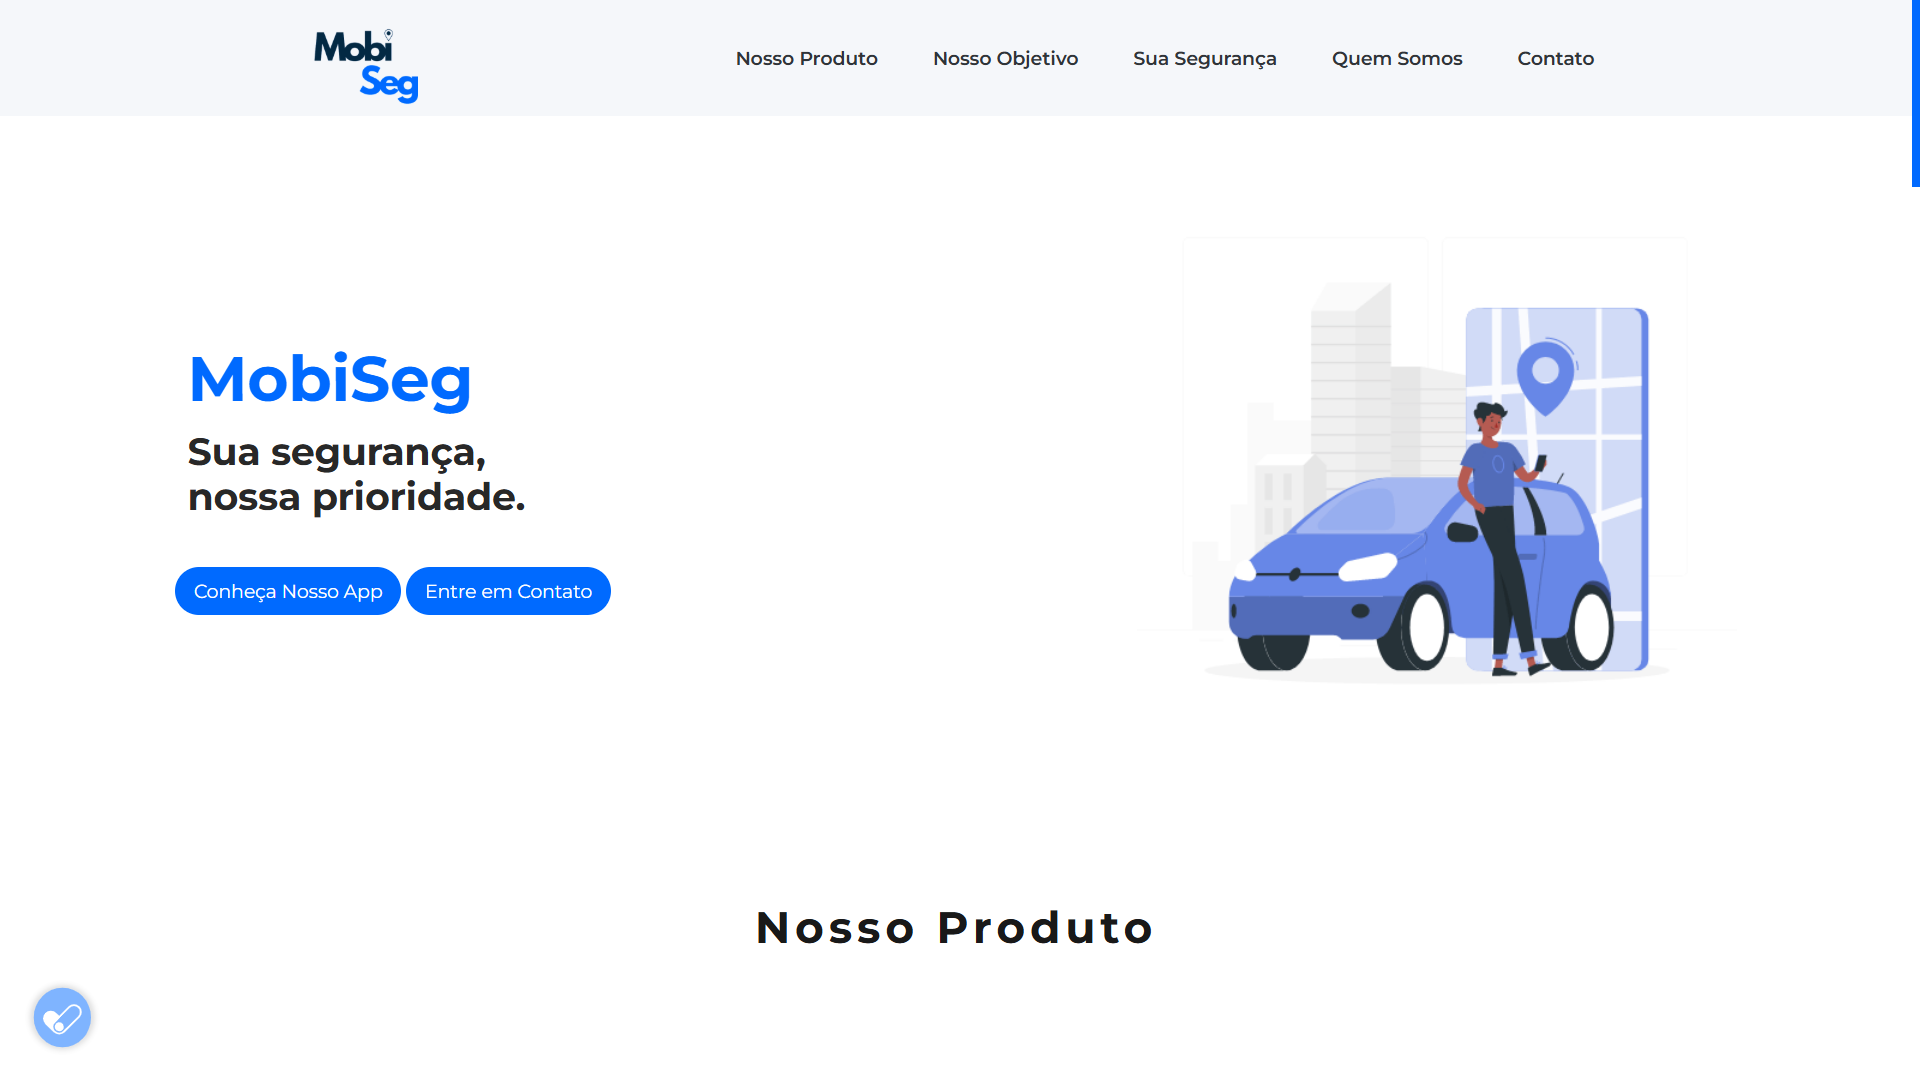 Mobi
Seg
Nosso Produto
Nosso Objetivo
Sua Segurança
Quem Somos
Contato
MobiSeg
Sua segurança,
nossa prioridade.
Conheça Nosso App
Entre em Contato
Nosso Produto